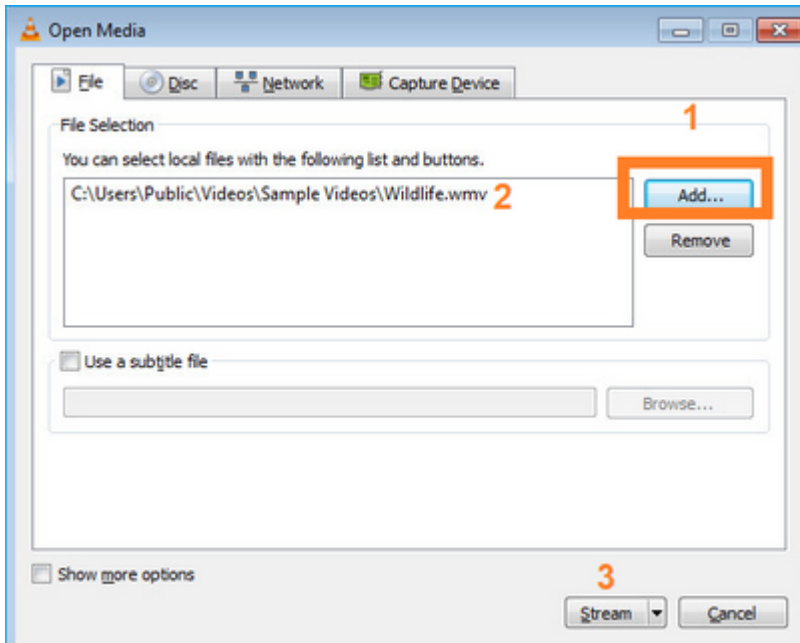 Open Media
File Disc Network Capture Device
1
File Selection
You can select local files with the following list and buttons.
C:\Users\Public\Videos\Sample Videos\Wildlife.wmv 2
Add...
Remove
Use a subtitle file
Browse...
Show more options
3
Stream Cancel